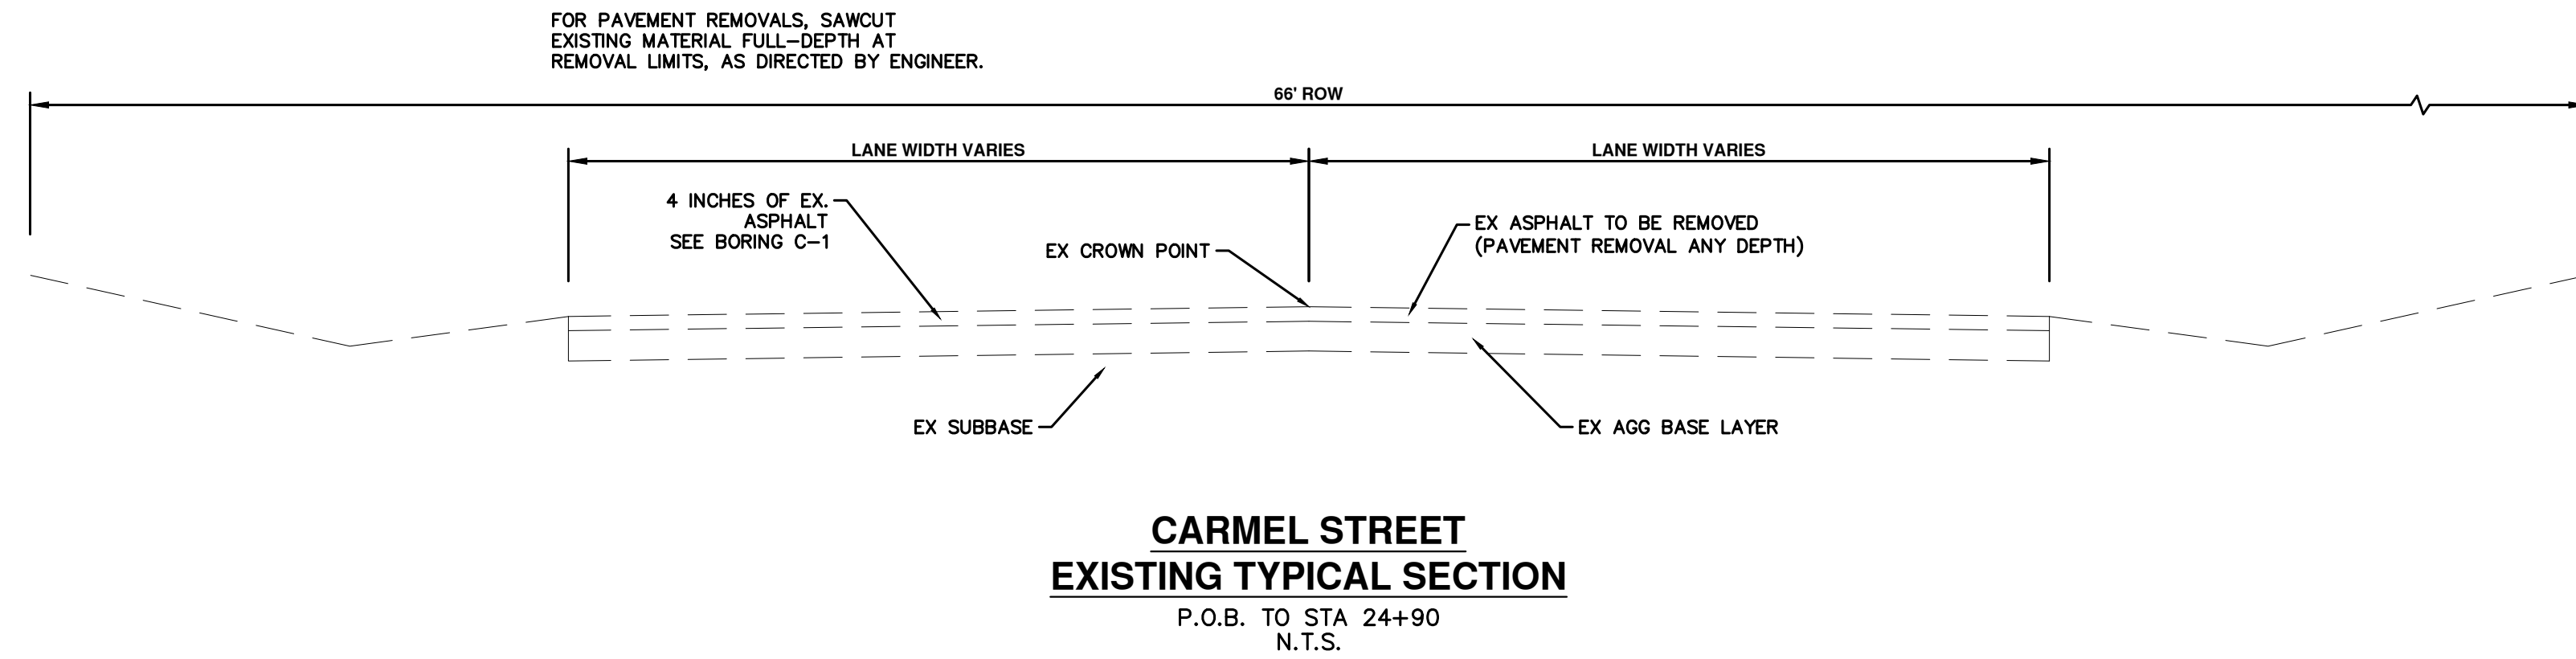 FOR PAVEMENT REMOVALS, SAWCUT
EXISTING MATERIAL FULL-DEPTH AT
REMOVAL LIMITS, AS DIRECTED BY ENGINEER.
66' ROW
LANE WIDTH VARIES
LANE WIDTH VARIES
4 INCHES OF EX.
ASPHALT
SEE BORING C-1
EX CROWN POINT
EX ASPHALT TO BE REMOVED
(PAVEMENT REMOVAL ANY DEPTH)
EX SUBBASE
EX AGG BASE LAYER
CARMEL STREET
EXISTING TYPICAL SECTION
P.O.B. TO STA 24+90
N.T.S.